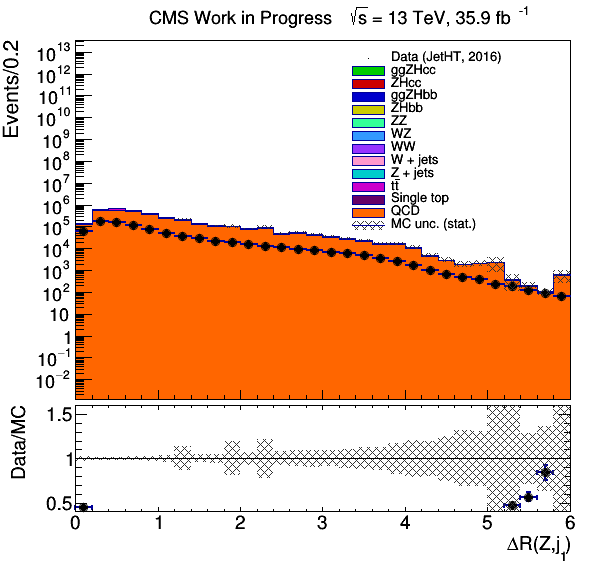 CMS Work in Progress √s = 13 TeV, 35.9 fb⁻¹
Events/0.2
10¹³
10¹²
10¹¹
10¹⁰
10⁹
10⁸
10⁷
10⁶
10⁵
10⁴
10³
10²
10
1
10⁻¹
10⁻²
Data (JetHT, 2016)
ggZHcc
ZHcc
ggZHbb
ZHbb
ZZ
WZ
WW
W + jets
Z + jets
tt̄
Single top
QCD
MC unc. (stat.)
Data/MC
1.5
1
0.5
0 1 2 3 4 5 6
ΔR(Z,j₁)